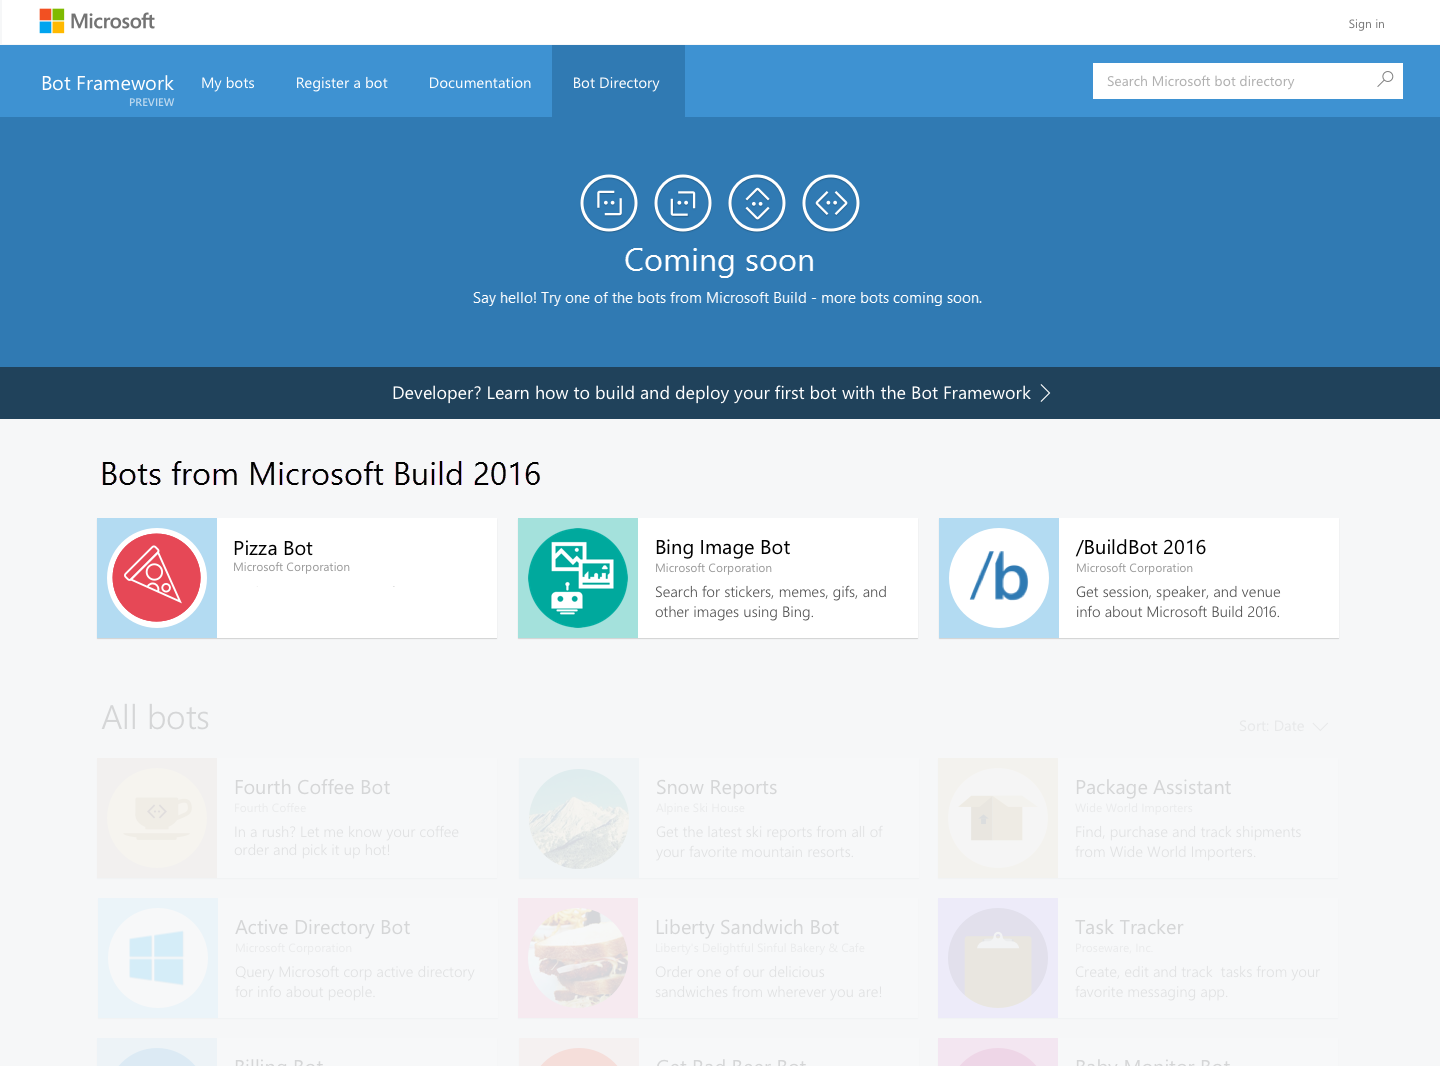 Microsoft
Sign in
Bot Framework
PREVIEW
My bots
Register a bot
Documentation
Bot Directory
Search Microsoft bot directory
Coming soon
Say hello! Try one of the bots from Microsoft Build - more bots coming soon.
Developer? Learn how to build and deploy your first bot with the Bot Framework
Bots from Microsoft Build 2016
Pizza Bot
Microsoft Corporation
Bing Image Bot
Microsoft Corporation
Search for stickers, memes, gifs, and
other images using Bing.
/b
/BuildBot 2016
Microsoft Corporation
Get session, speaker, and venue
info about Microsoft Build 2016.
All bots
Sort: Date
Fourth Coffee Bot
Fourth Coffee
In a rush? Let me know your coffee
order and pick it up hot!
Snow Reports
Alpine Ski House
Get the latest ski reports from all of
your favorite mountain resorts.
Package Assistant
Wide World Importers
Find, purchase and track shipments
from Wide World Importers.
Active Directory Bot
Microsoft Corporation
Query Microsoft corp active directory
for info about people.
Liberty Sandwich Bot
Liberty's Delightful Sinful Bakery & Cafe
Order one of our delicious
sandwiches from wherever you are!
Task Tracker
Proseware, Inc.
Create, edit and track tasks from your
favorite messaging app.
Billing Bot
Baby Monitor Bot